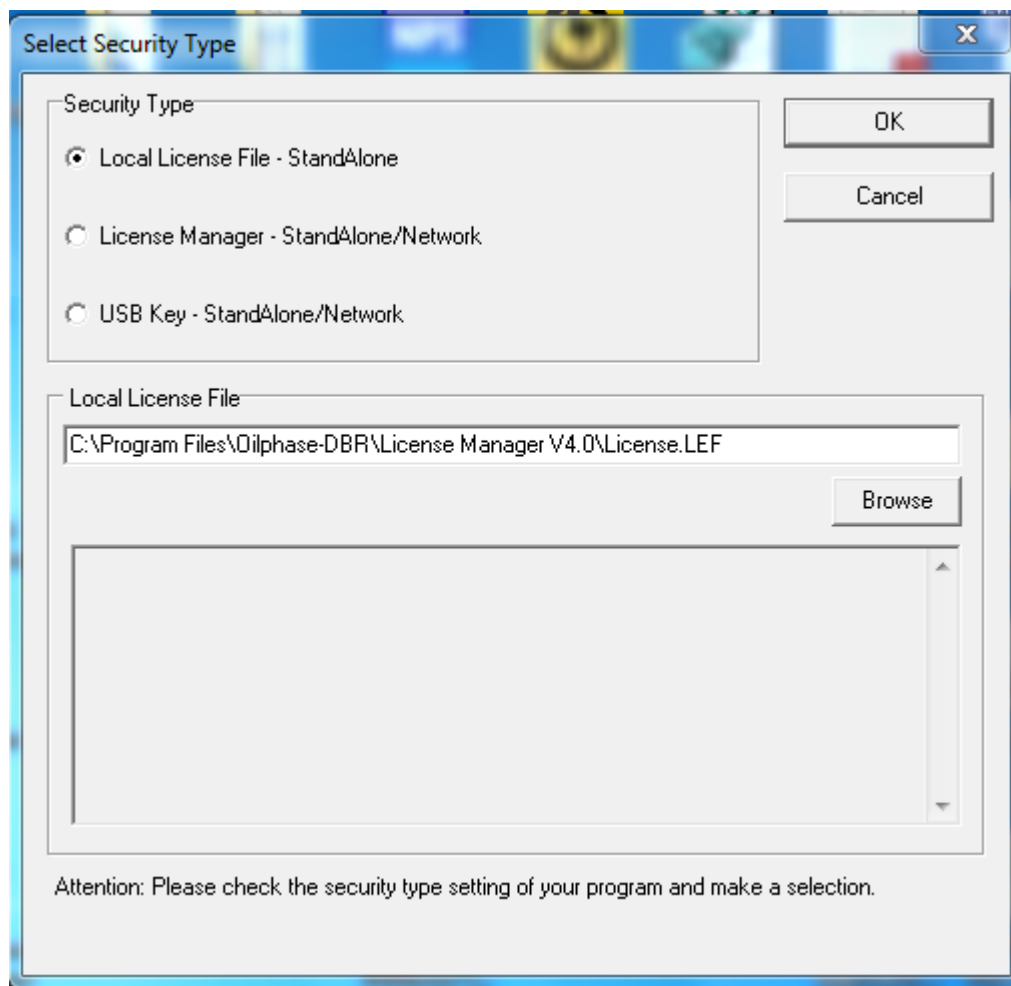 Select Security Type
Security Type
OK
Local License File - StandAlone
Cancel
License Manager - StandAlone/Network
USB Key - StandAlone/Network
Local License File
C:\Program Files\Oilphase-DBR\License Manager V4.0\License.LEF
Browse
Attention: Please check the security type setting of your program and make a selection.